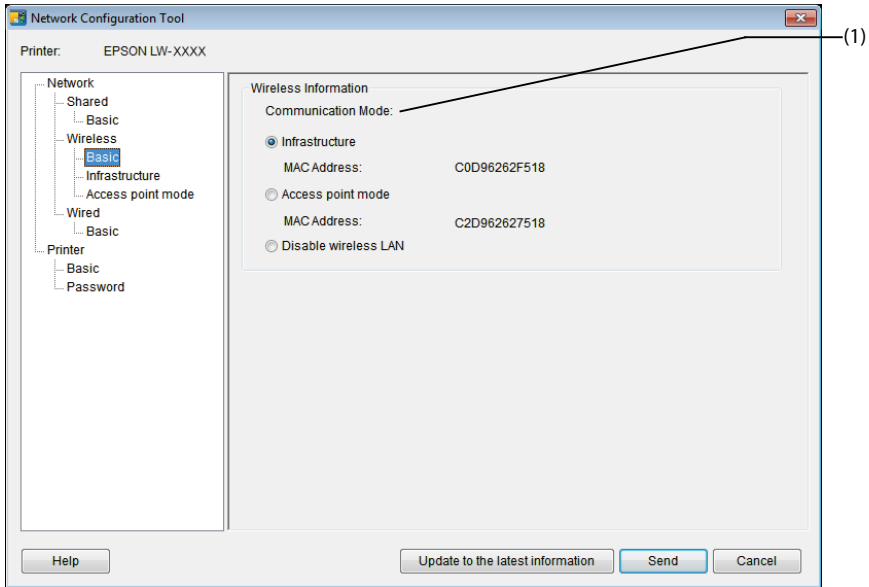 Network Configuration Tool
(1)
Printer: EPSON LW-XXXX
Network
Shared
Basic
Wireless
Basic
Infrastructure
Access point mode
Wired
Basic
Printer
Basic
Password
Wireless Information
Communication Mode:
Infrastructure
MAC Address: C0D96262F518
Access point mode
MAC Address: C2D962627518
Disable wireless LAN
Help
Update to the latest information
Send
Cancel